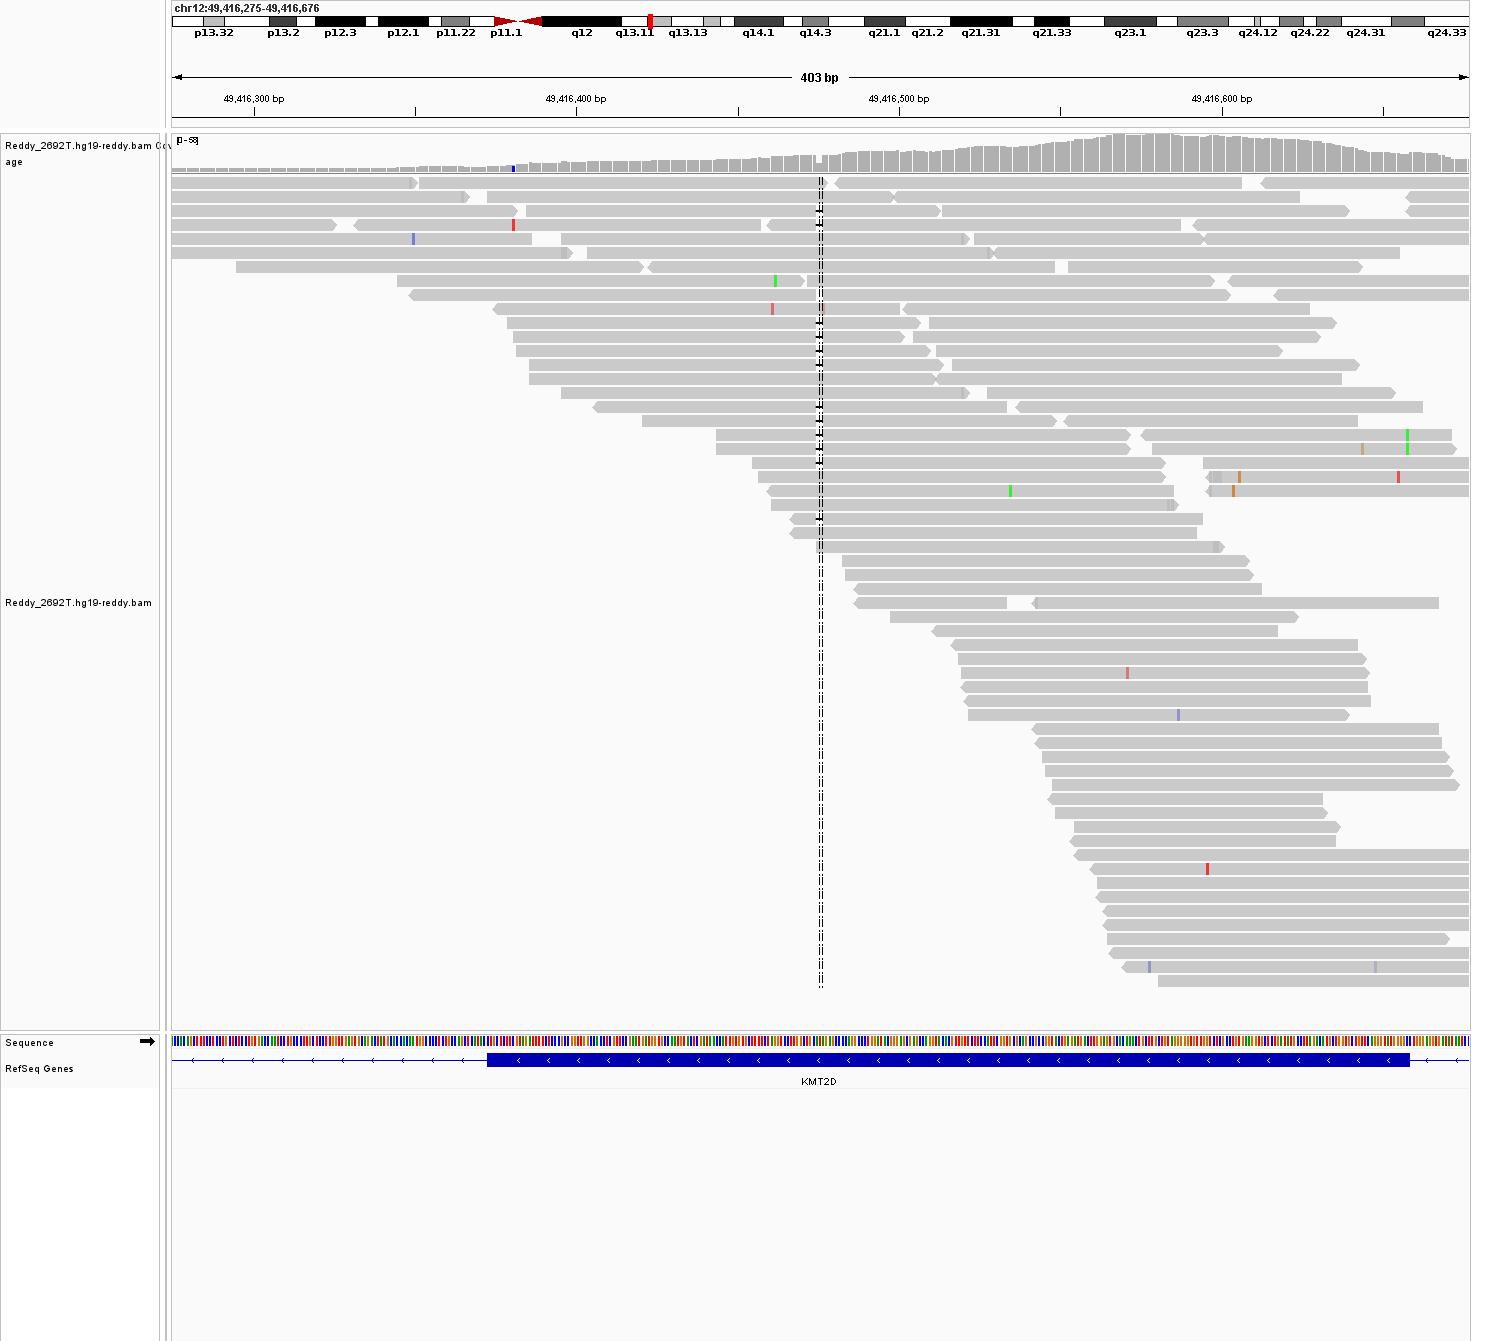 chr12:49,416,275-49,416,676
p13.32 p13.2 p12.3 p12.1 p11.22 p11.1 q12 q13.11 q13.13 q14.1 q14.3 q21.1 q21.2 q21.31 q21.33 q23.1 q23.3 q24.12 q24.22 q24.31 q24.33
403 bp
49,416,300 bp 49,416,400 bp 49,416,500 bp 49,416,600 bp
Reddy_2692T.hg19-reddy.bam Cov
age
[0-68]
Reddy_2692T.hg19-reddy.bam
Sequence
RefSeq Genes
KMT2D